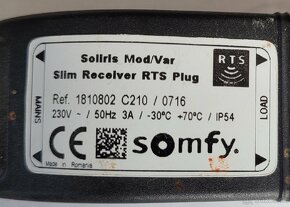 Soliris Mod/Var
Slim Receiver RTS Plug
RTS
MAINS
Ref. 1810802 C210 / 0716
230V ~ / 50Hz 3A / -30°C +70°C / IP54
LOAD
CE
somfy.
Made in Romania